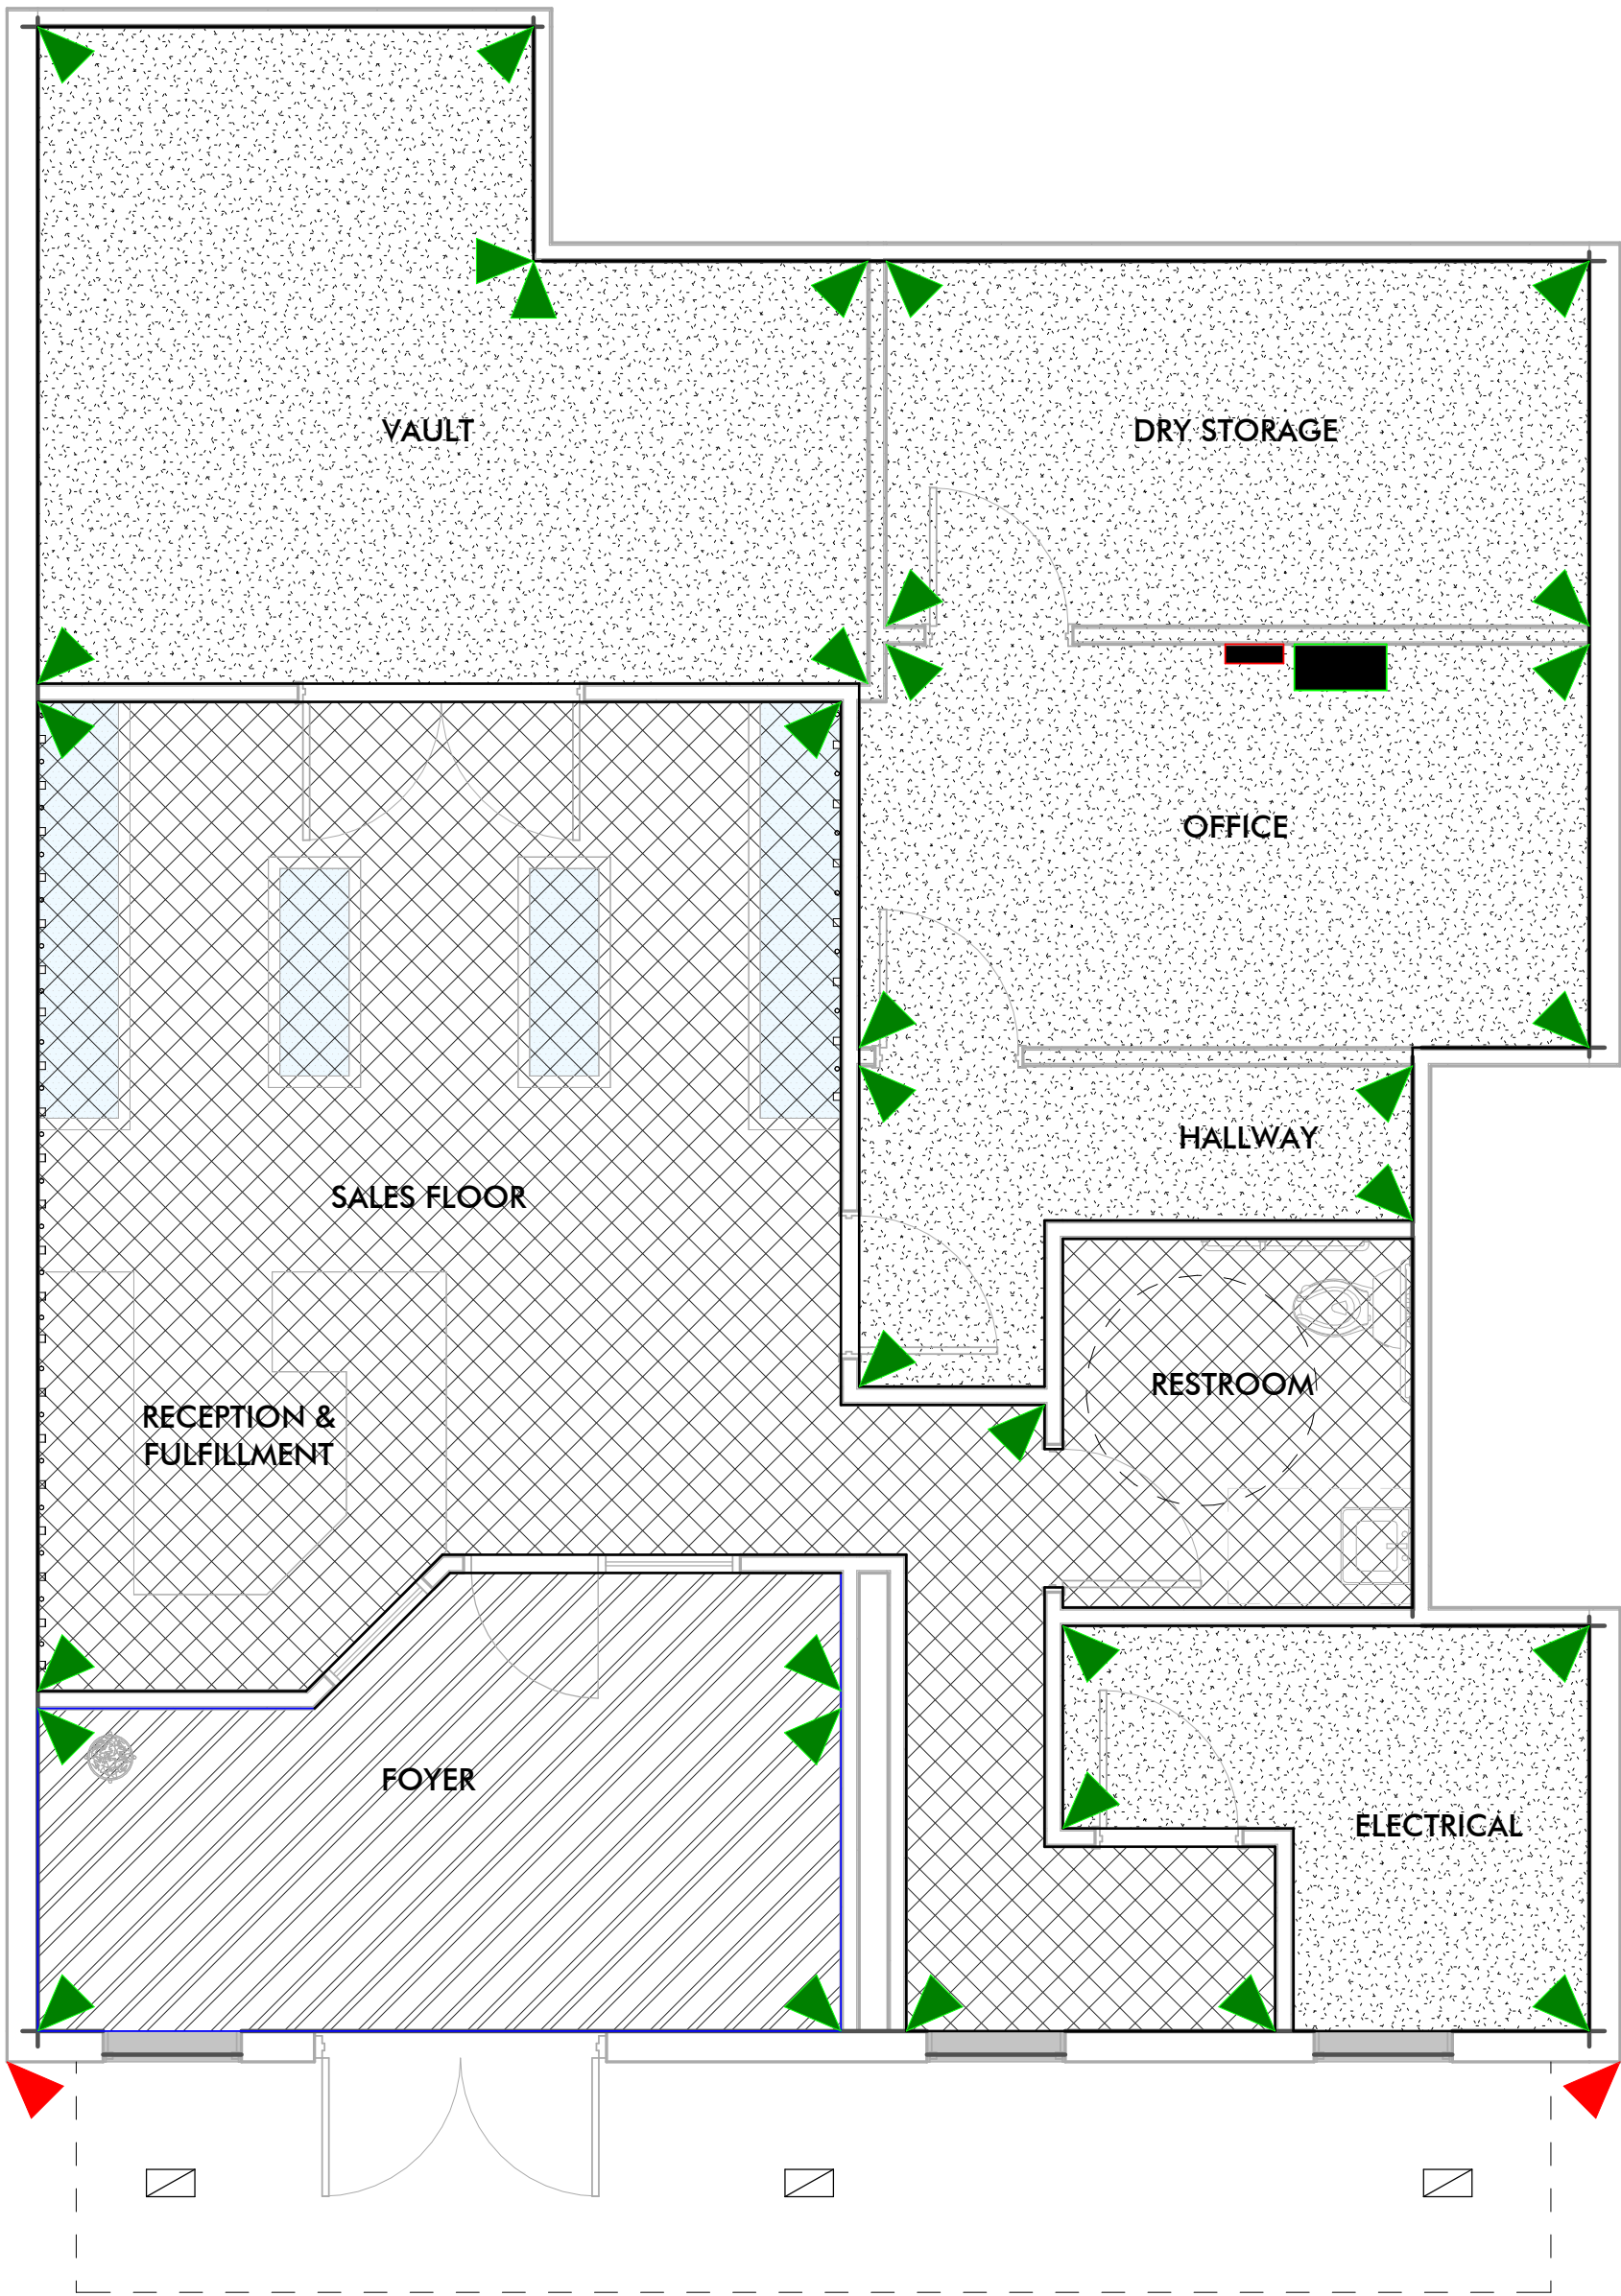 VAULT
DRY STORAGE
OFFICE
HALLWAY
SALES FLOOR
RESTROOM
RECEPTION &
FULFILLMENT
FOYER
ELECTRICAL